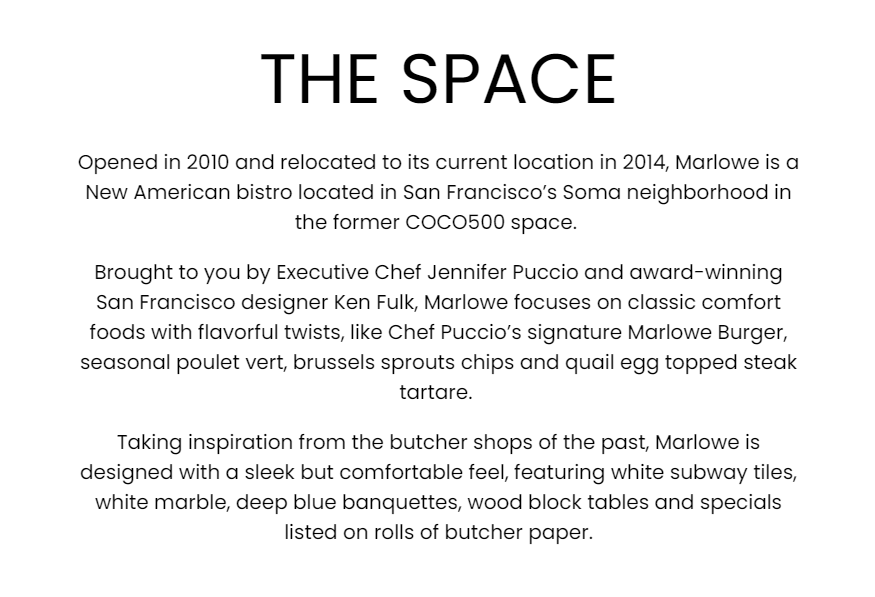 THE SPACE
Opened in 2010 and relocated to its current location in 2014, Marlowe is a
New American bistro located in San Francisco’s Soma neighborhood in
the former COCO500 space.
Brought to you by Executive Chef Jennifer Puccio and award-winning
San Francisco designer Ken Fulk, Marlowe focuses on classic comfort
foods with flavorful twists, like Chef Puccio’s signature Marlowe Burger,
seasonal poulet vert, brussels sprouts chips and quail egg topped steak
tartare.
Taking inspiration from the butcher shops of the past, Marlowe is
designed with a sleek but comfortable feel, featuring white subway tiles,
white marble, deep blue banquettes, wood block tables and specials
listed on rolls of butcher paper.